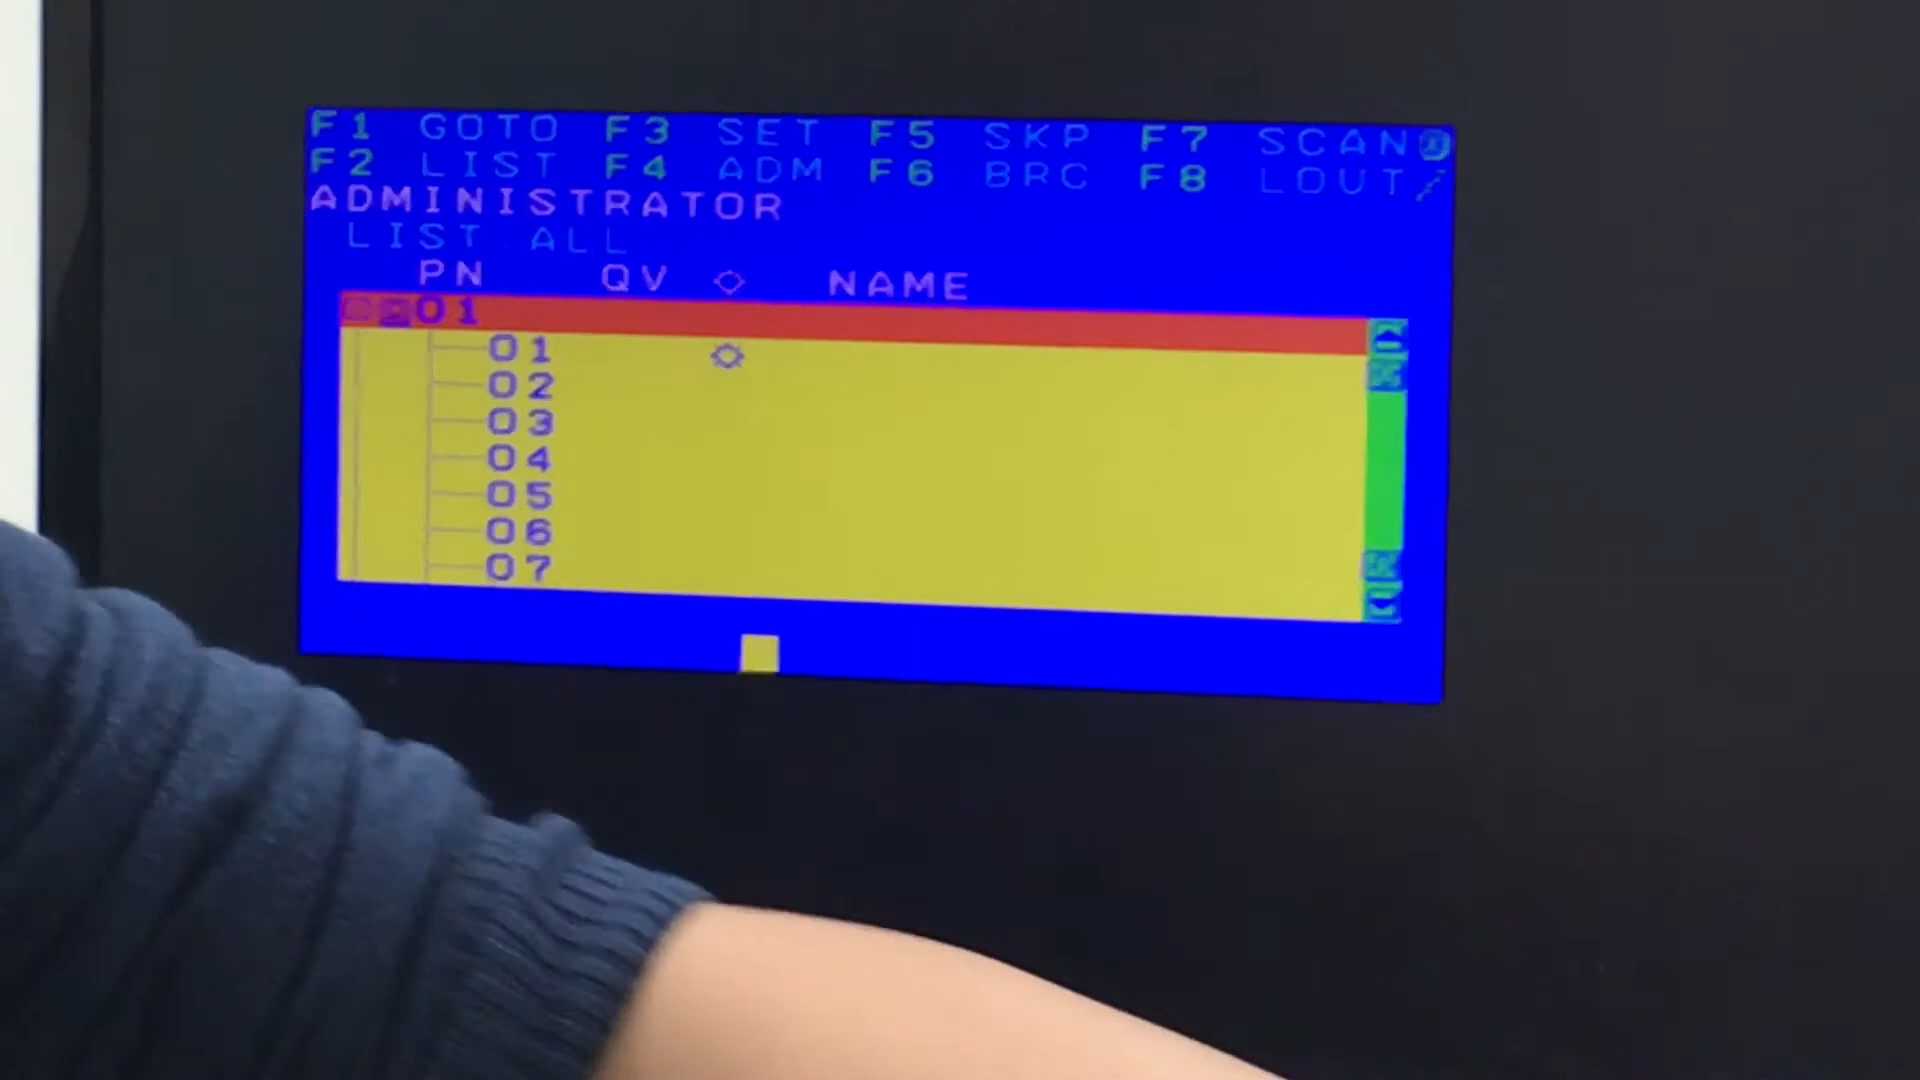 F1 GOTO F3 SET F5 SKP F7 SCAN
F2 LIST F4 ADM F6 BRC F8 LOUT
ADMINISTRATOR
LIST ALL
PN QV NAME
01
01
02
03
04
05
06
07